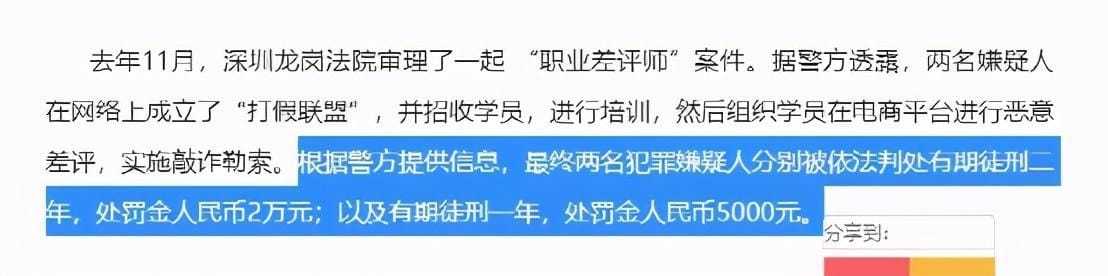 去年11月，深圳龙岗法院审理了一起 “职业差评师”案件。据警方透露，两名嫌疑人
在网络上成立了“打假联盟”，并招收学员，进行培训，然后组织学员在电商平台进行恶意
差评，实施敲诈勒索。根据警方提供信息，最终两名犯罪嫌疑人分别被依法判处有期徒刑二
年，处罚金人民币2万元；以及有期徒刑一年，处罚金人民币5000元。
分享到: